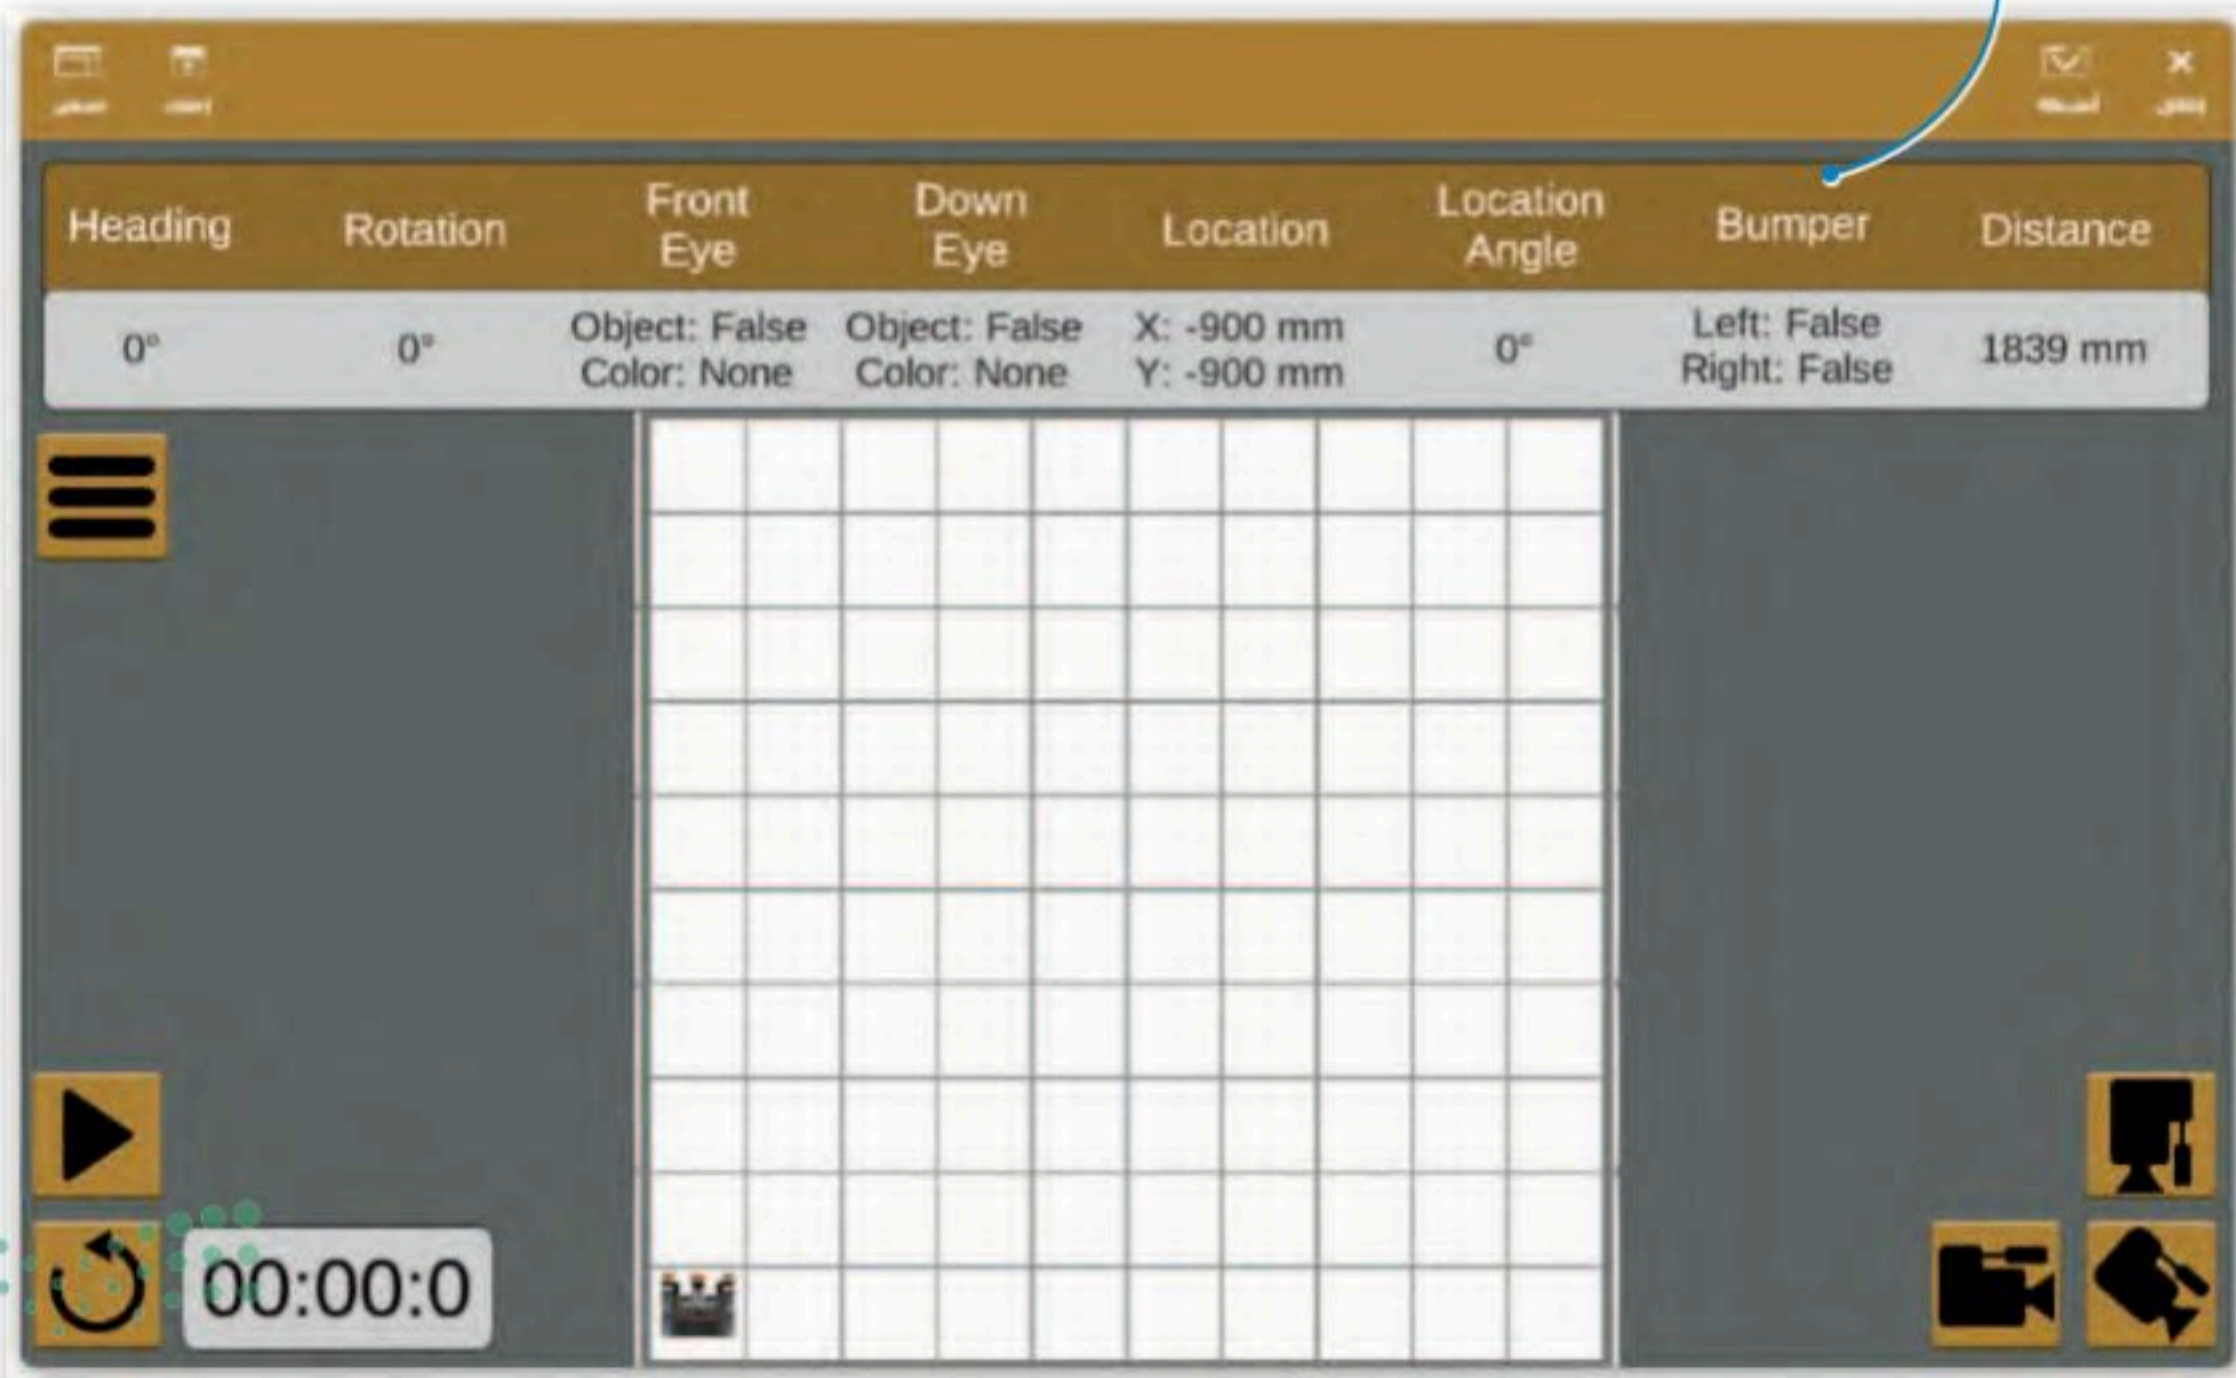 Heading Rotation Front Eye Down Eye Location Location Angle Bumper Distance
0° 0° Object: False Object: False X: -900 mm 0° Left: False 1839 mm
Color: None Color: None Y: -900 mm Right: False
00:00:0